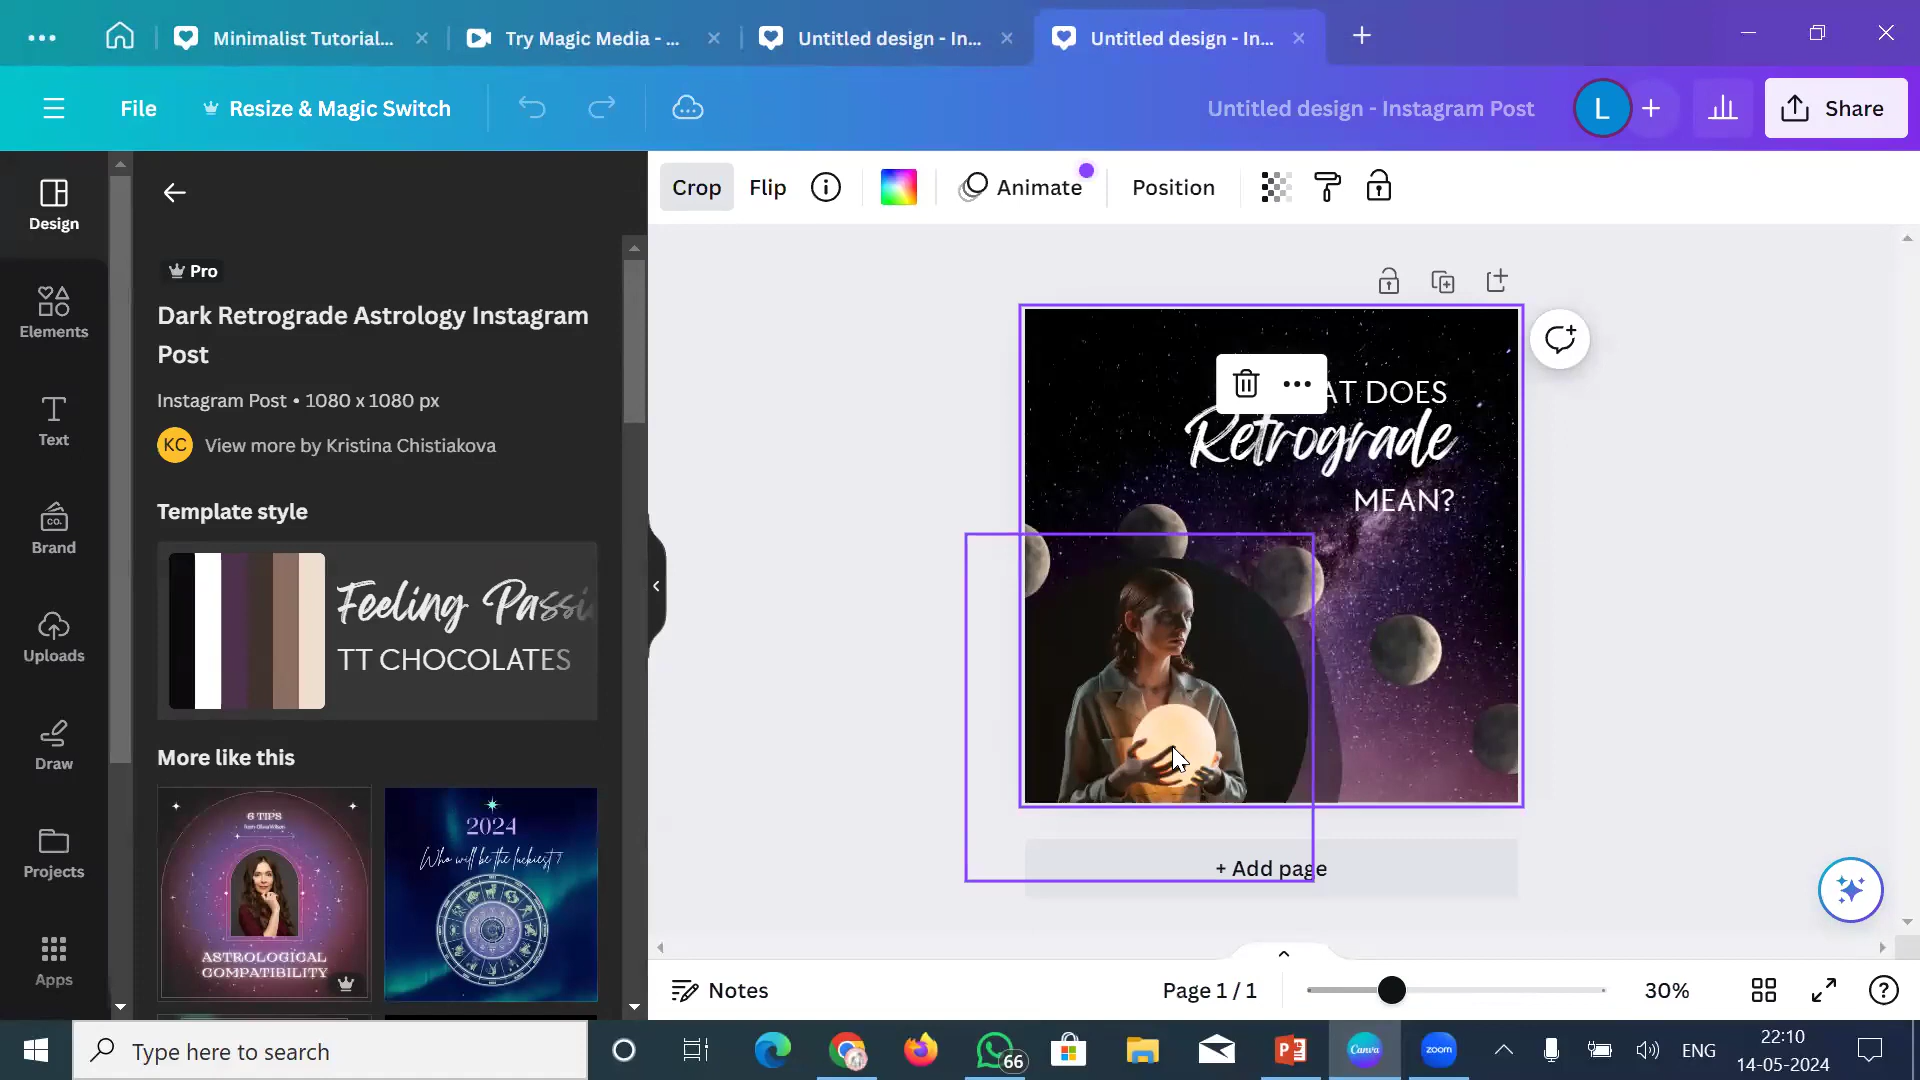 Minimalist Tutorial...
Try Magic Media - ...
Untitled design - In...
Untitled design - In...
File
Resize & Magic Switch
Untitled design - Instagram Post
L
Share
Crop
Flip
Animate
Position
Design
Elements
Text
Brand
co.
Uploads
Draw
Projects
Apps
Pro
Dark Retrograde Astrology Instagram
Post
Instagram Post • 1080 x 1080 px
KC
View more by Kristina Chistiakova
Template style
Feeling Passi
TT CHOCOLATES
More like this
6 TIPS
ASTROLOGICAL
COMPATIBILITY
2024
Who will be the luckiest?
AT DOES
Retrograde
MEAN?
+ Add page
Notes
Page 1 / 1
30%
Type here to search
66
Canva
zoom
ENG
22:10
14-05-2024